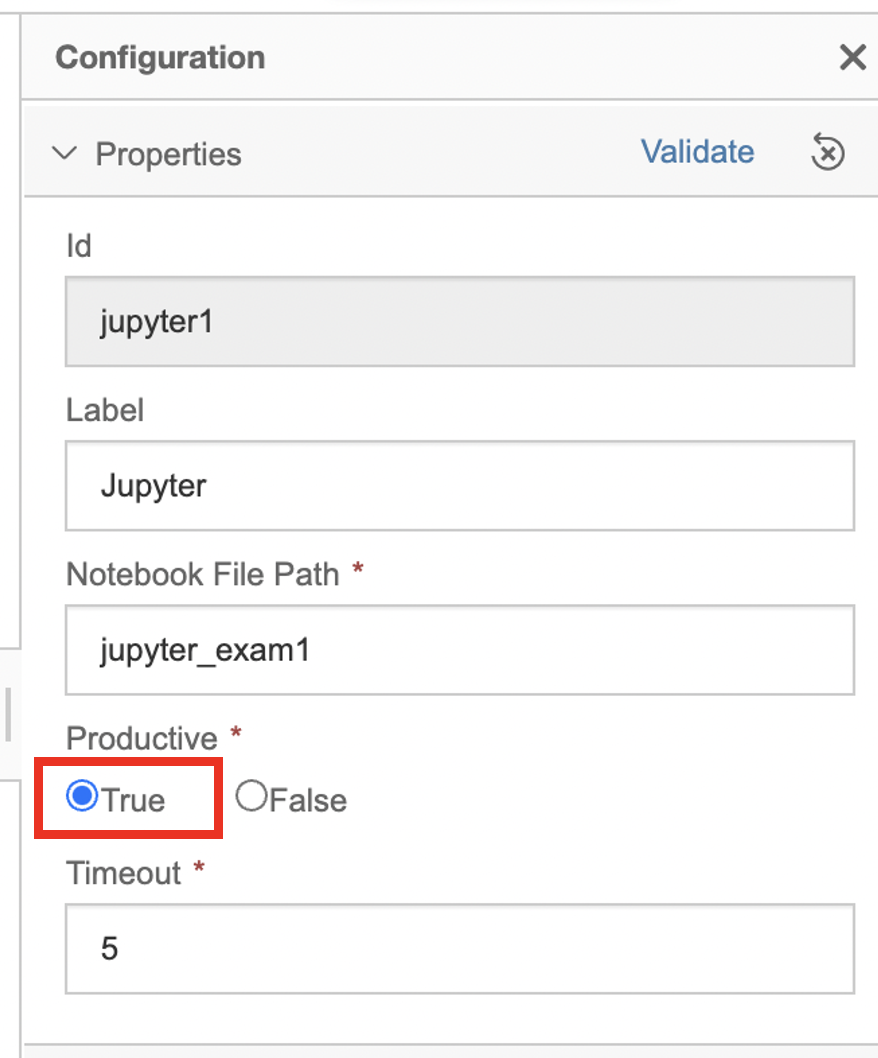 Configuration
Properties
Validate
Id
jupyter1
Label
Jupyter
Notebook File Path *
jupyter_exam1
Productive *
True False
Timeout *
5